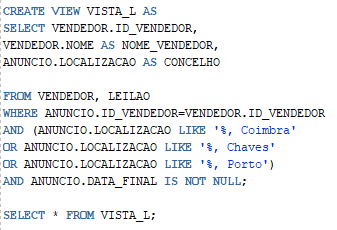 CREATE VIEW VISTA_L AS
SELECT VENDEDOR.ID_VENDEDOR,
VENDEDOR.NOME AS NOME_VENDEDOR,
ANUNCIO.LOCALIZACAO AS CONCELHO
FROM VENDEDOR, LEILAO
WHERE ANUNCIO.ID_VENDEDOR=VENDEDOR.ID_VENDEDOR
AND (ANUNCIO.LOCALIZACAO LIKE '%, Coimbra'
OR ANUNCIO.LOCALIZACAO LIKE '%, Chaves'
OR ANUNCIO.LOCALIZACAO LIKE '%, Porto')
AND ANUNCIO.DATA_FINAL IS NOT NULL;
SELECT * FROM VISTA_L;